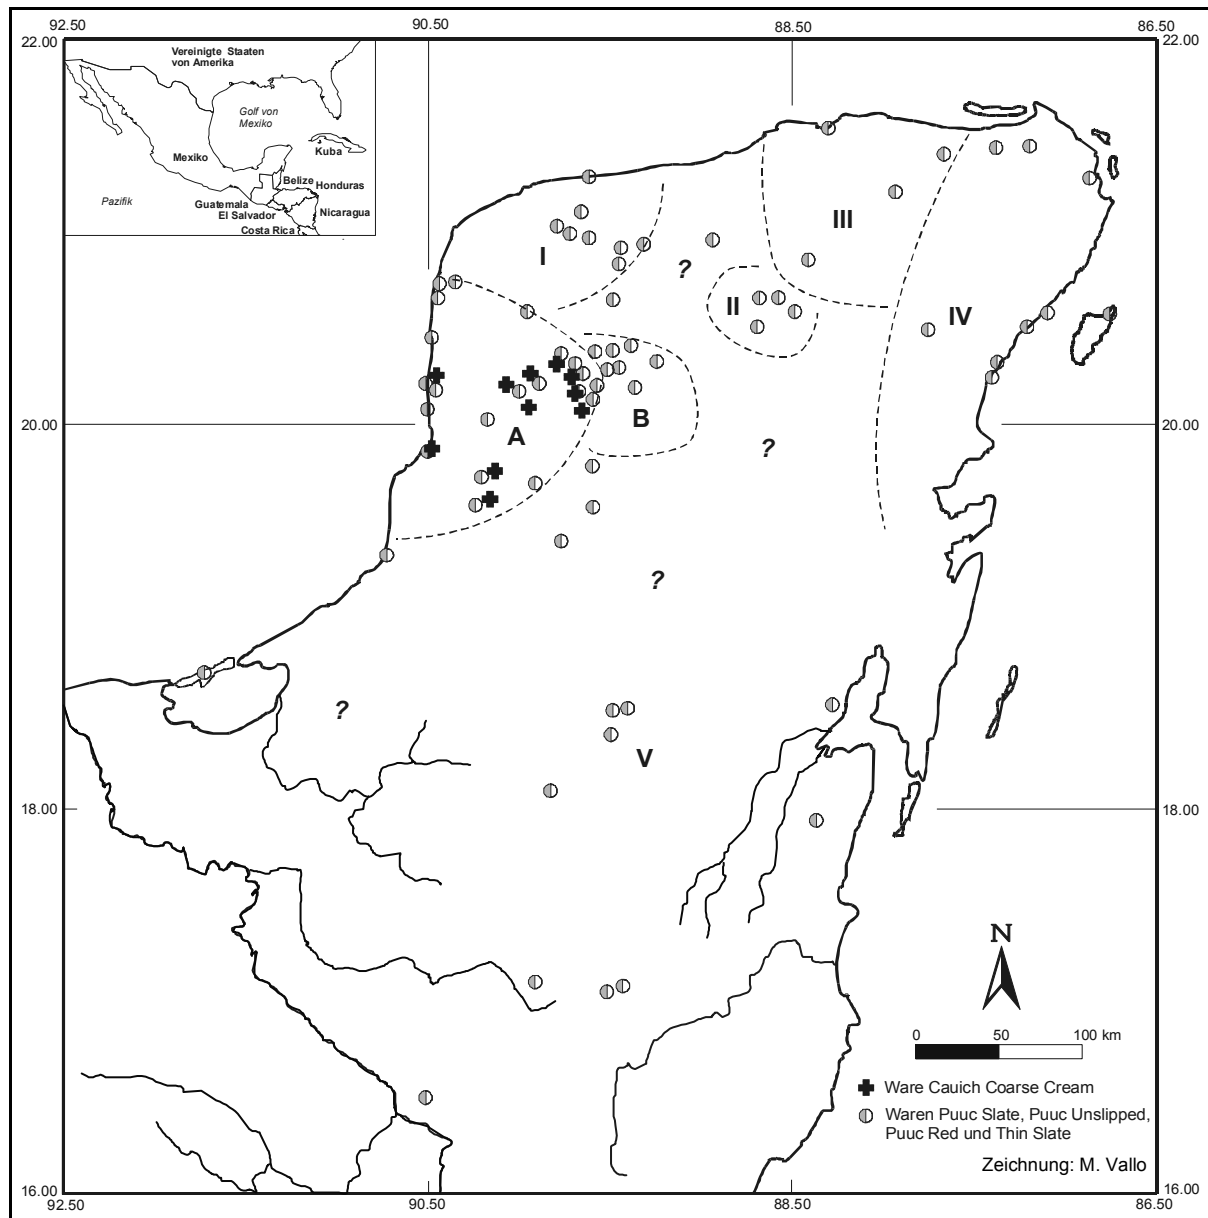 92.50
90.50
88.50
86.50
22.00
22.00
Vereinigte Staaten
von Amerika
Golf von
Mexiko
Kuba
Mexiko
Belize
Honduras
Pazifik
Guatemala
El Salvador
Nicaragua
Costa Rica
I
III
?
II
IV
A
B
20.00
20.00
?
?
?
V
18.00
18.00
N
0 50 100 km
Ware Cauich Coarse Cream
Waren Puuc Slate, Puuc Unslipped,
Puuc Red und Thin Slate
Zeichnung: M. Vallo
16.00
16.00
92.50
90.50
88.50
86.50